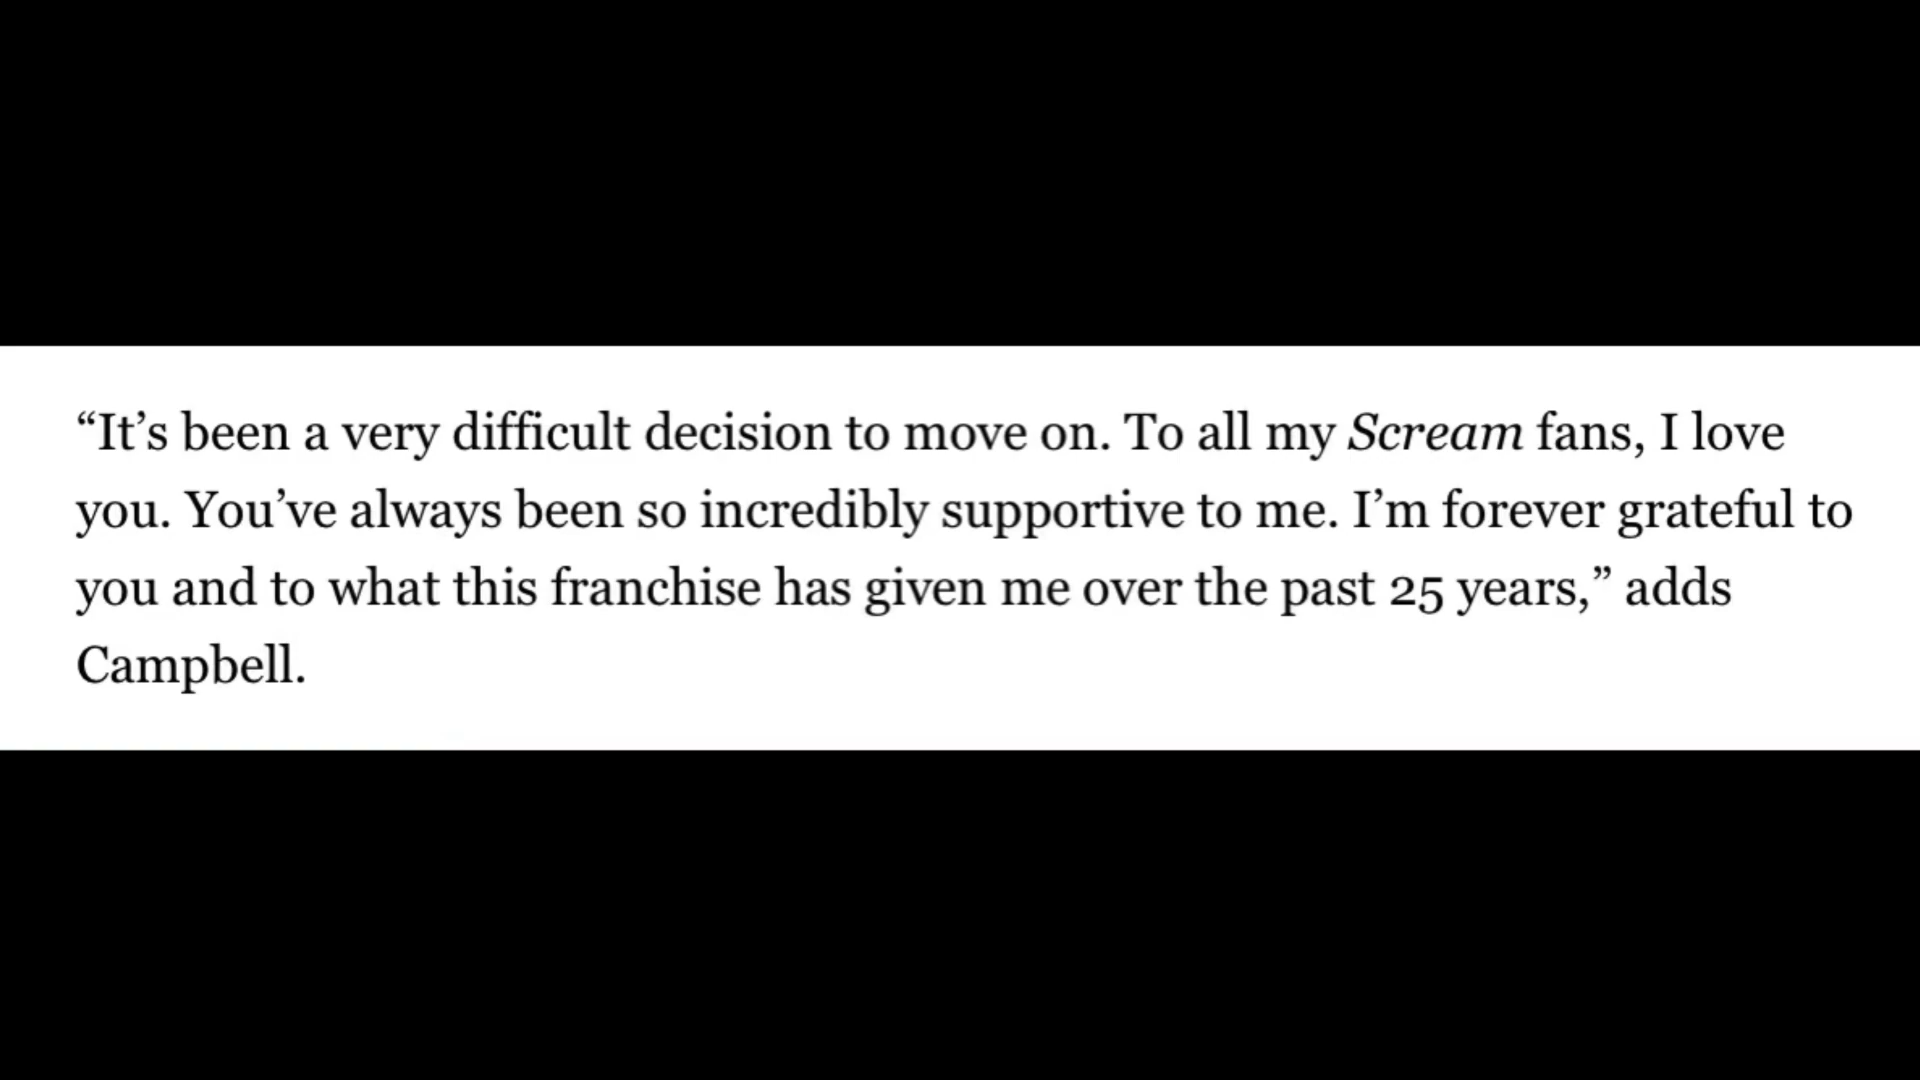 “It’s been a very difficult decision to move on. To all my Scream fans, I love
you. You’ve always been so incredibly supportive to me. I’m forever grateful to
you and to what this franchise has given me over the past 25 years,” adds
Campbell.